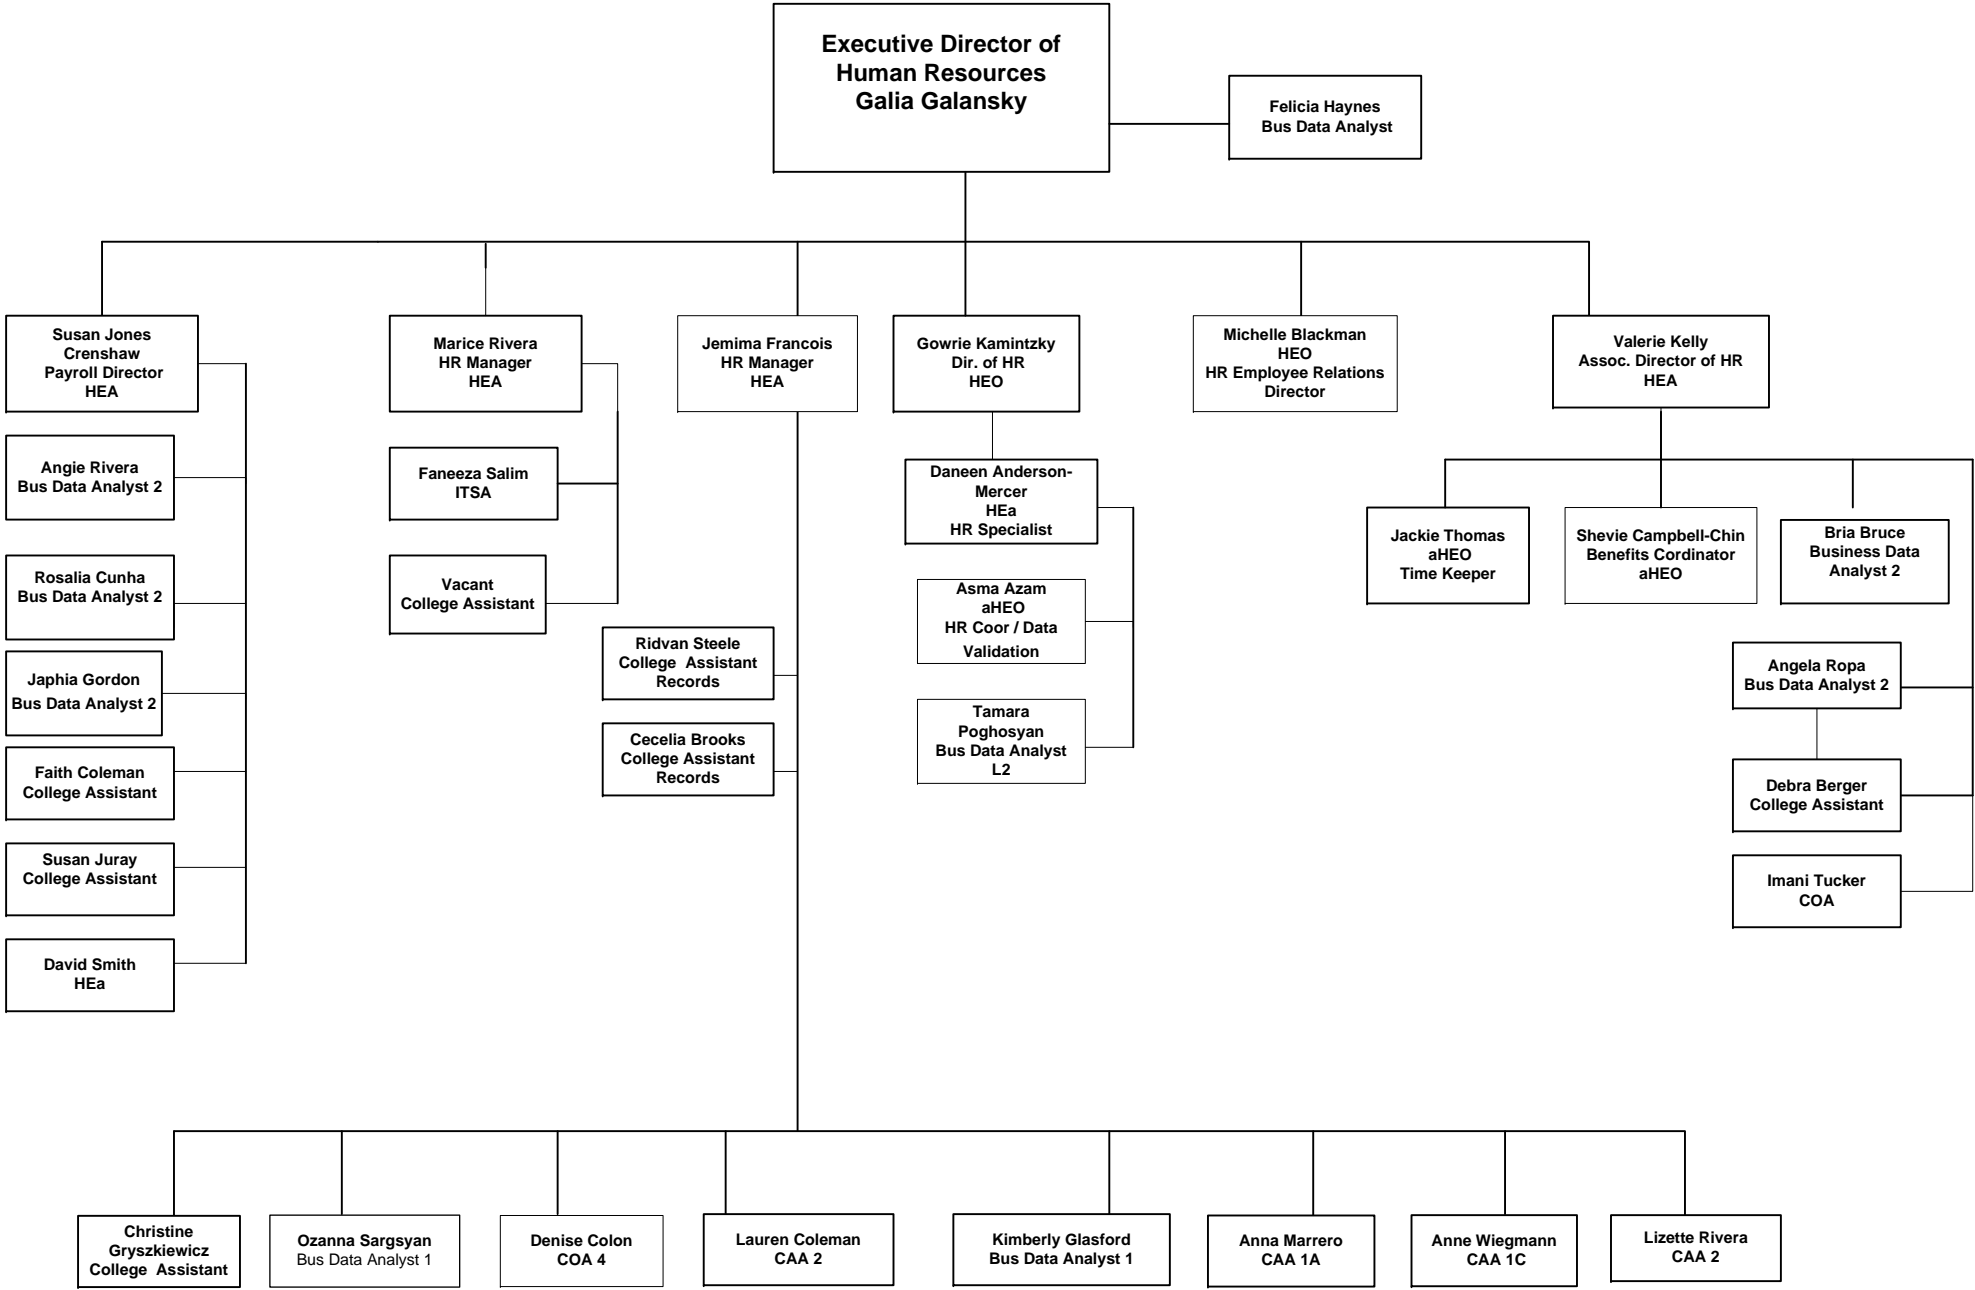 Executive Director of
Human Resources
Galia Galansky
Felicia Haynes
Bus Data Analyst
Susan Jones
Crenshaw
Payroll Director
HEA
Marice Rivera
HR Manager
HEA
Jemima Francois
HR Manager
HEA
Gowrie Kamintzky
Dir. of HR
HEO
Michelle Blackman
HEO
HR Employee Relations
Director
Valerie Kelly
Assoc. Director of HR
HEA
Angie Rivera
Bus Data Analyst 2
Rosalia Cunha
Bus Data Analyst 2
Japhia Gordon
Bus Data Analyst 2
Faith Coleman
College Assistant
Susan Juray
College Assistant
David Smith
HEa
Faneeza Salim
ITSA
Vacant
College Assistant
Ridvan Steele
College  Assistant
Records
Cecelia Brooks
College Assistant
Records
Daneen Anderson-
Mercer
HEa
HR Specialist
Asma Azam
aHEO
HR Coor / Data
Validation
Tamara
Poghosyan
Bus Data Analyst
L2
Jackie Thomas
aHEO
Time Keeper
Shevie Campbell-Chin
Benefits Cordinator
aHEO
Bria Bruce
Business Data
Analyst 2
Angela Ropa
Bus Data Analyst 2
Debra Berger
College Assistant
Imani Tucker
COA
Christine
Gryszkiewicz
College  Assistant
Ozanna Sargsyan
Bus Data Analyst 1
Denise Colon
COA 4
Lauren Coleman
CAA 2
Kimberly Glasford
Bus Data Analyst 1
Anna Marrero
CAA 1A
Anne Wiegmann
CAA 1C
Lizette Rivera
CAA 2